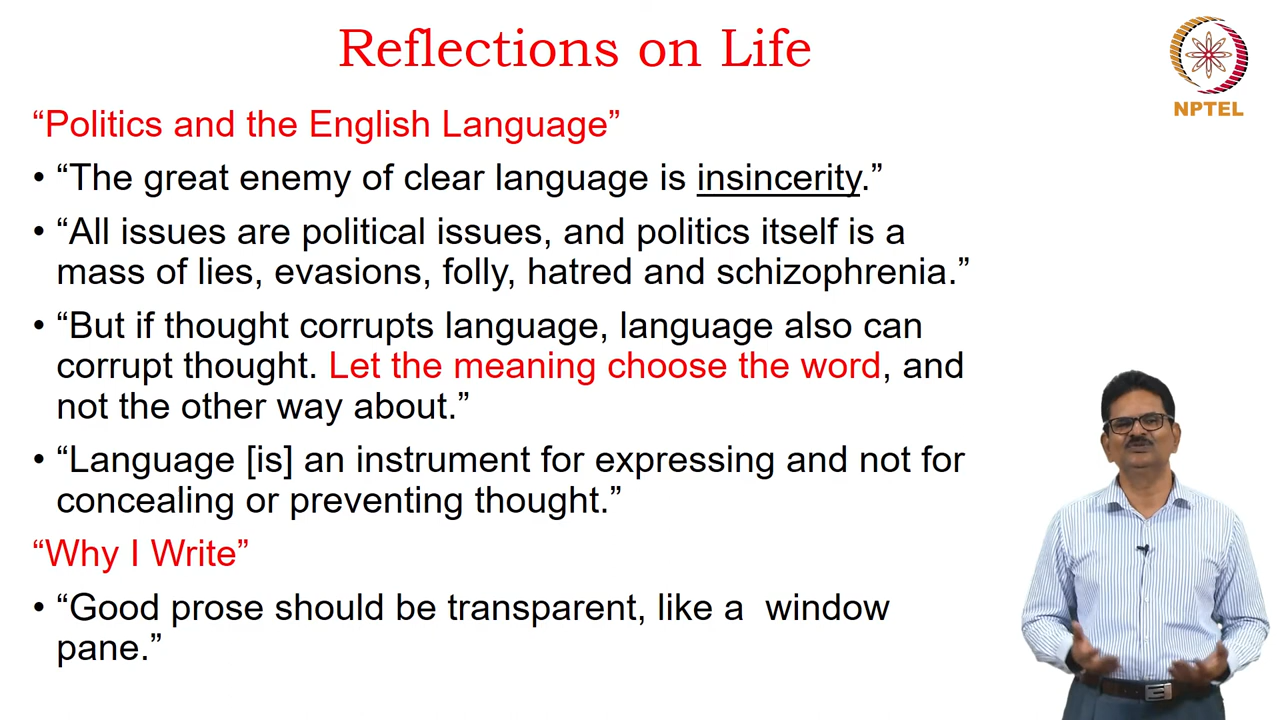 Reflections on Life
NPTEL
“Politics and the English Language”
• “The great enemy of clear language is insincerity.”
• “All issues are political issues, and politics itself is a
mass of lies, evasions, folly, hatred and schizophrenia.”
• “But if thought corrupts language, language also can
corrupt thought. Let the meaning choose the word, and
not the other way about.”
• “Language [is] an instrument for expressing and not for
concealing or preventing thought.”
“Why I Write”
• “Good prose should be transparent, like a  window
pane.”